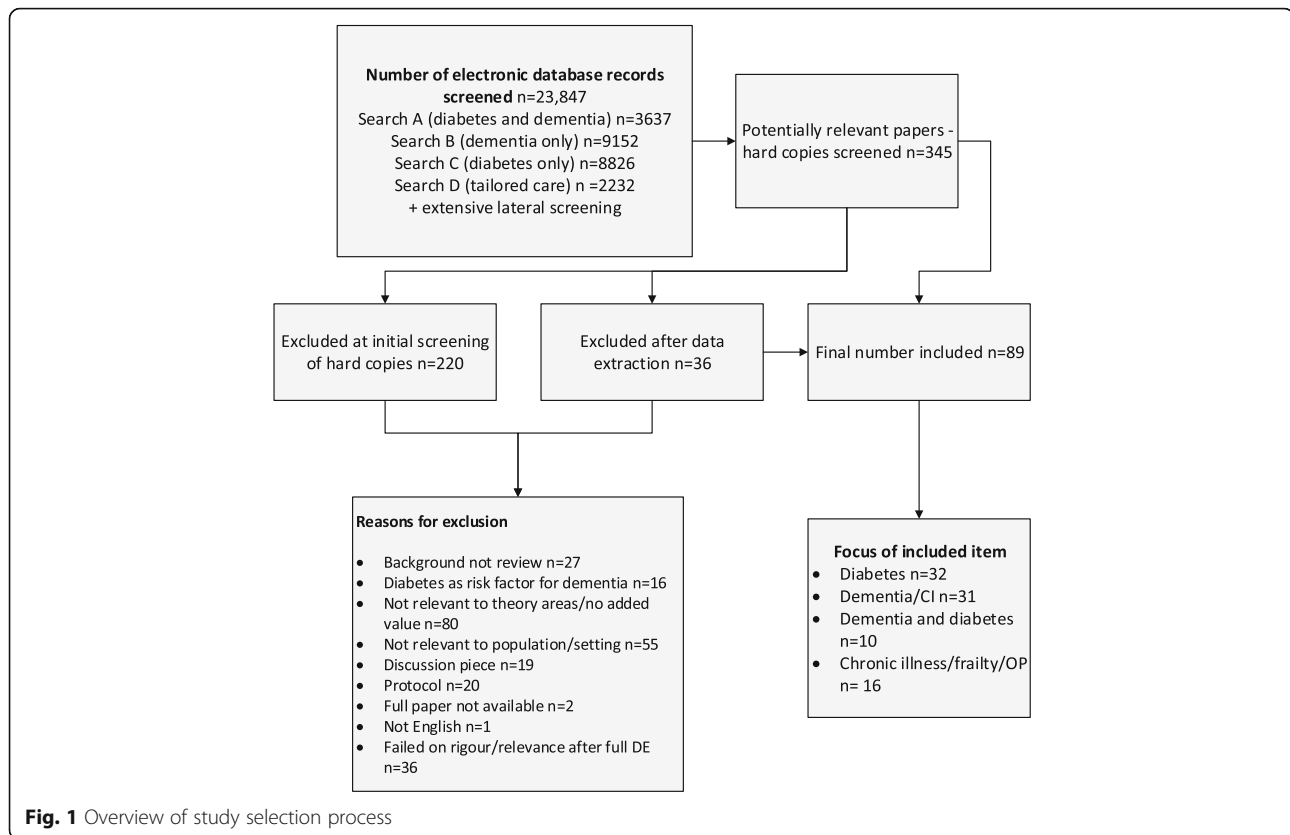 Number of electronic database records
screened n=23,847
Search A (diabetes and dementia) n=3637
Search B (dementia only) n=9152
Search C (diabetes only) n=8826
Search D (tailored care) n =2232
+ extensive lateral screening
Potentially relevant papers -
hard copies screened n=345
Excluded at initial screening
of hard copies n=220
Excluded after data
extraction n=36
Final number included n=89
Reasons for exclusion
• Background not review n=27
• Diabetes as risk factor for dementia n=16
• Not relevant to theory areas/no added
value n=80
• Not relevant to population/setting n=55
• Discussion piece n=19
• Protocol n=20
• Full paper not available n=2
• Not English n=1
• Failed on rigour/relevance after full DE
n=36
Focus of included item
• Diabetes n=32
• Dementia/CI n=31
• Dementia and diabetes
n=10
• Chronic illness/frailty/OP
n= 16
Fig. 1 Overview of study selection process